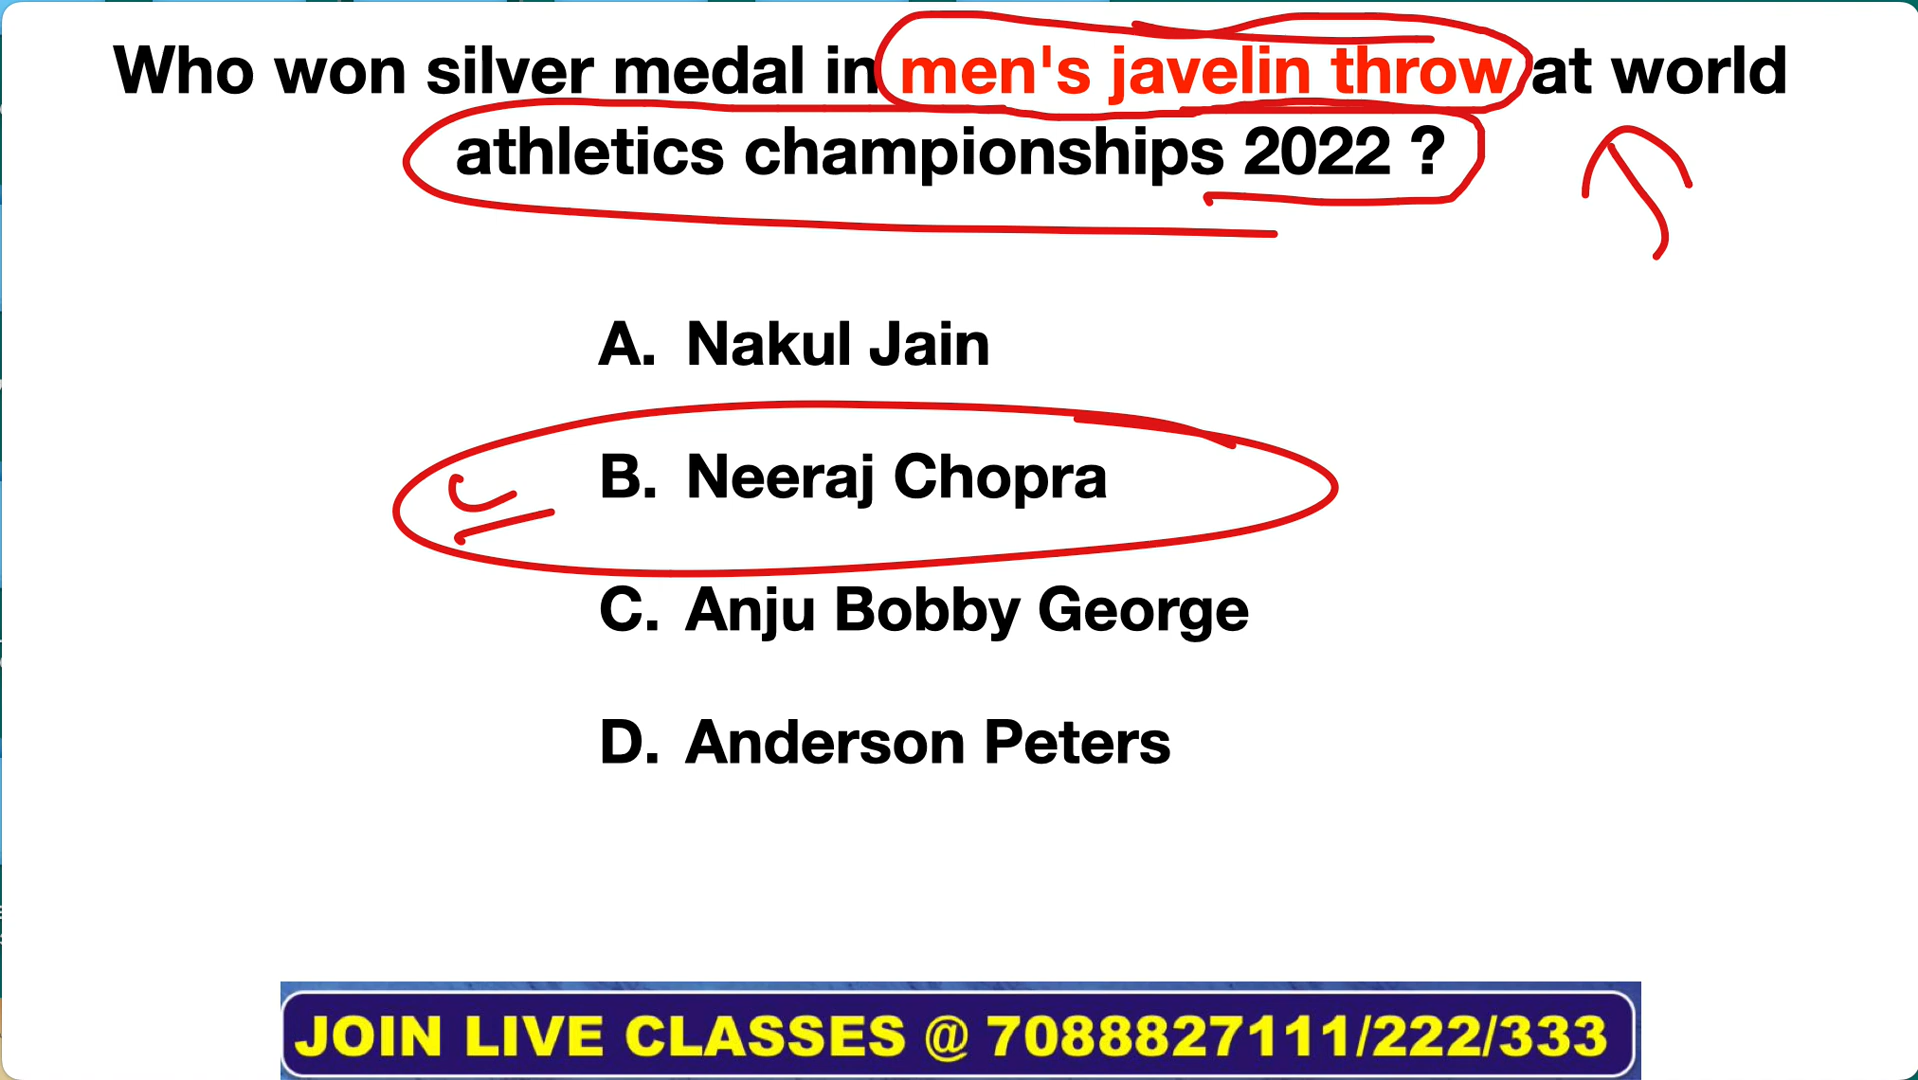 Who won silver medal in men's javelin throw at world
athletics championships 2022 ?
A. Nakul Jain
B. Neeraj Chopra
C. Anju Bobby George
D. Anderson Peters
JOIN LIVE CLASSES @ 7088827111/222/333